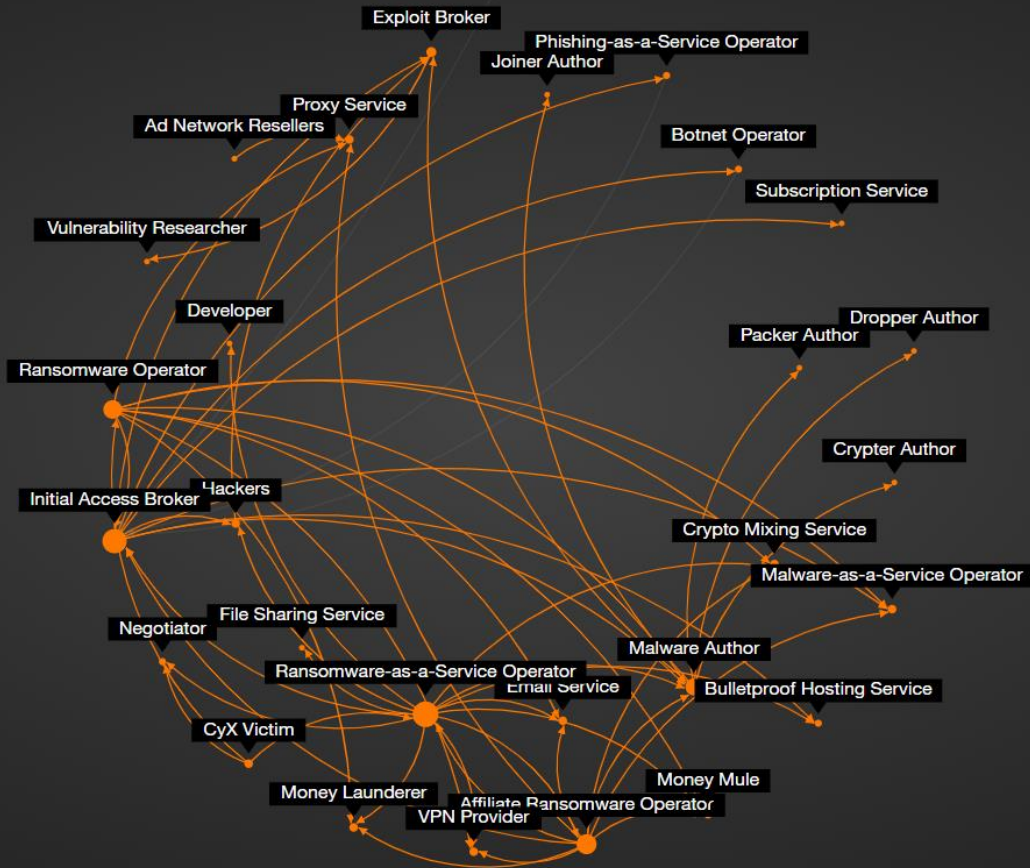 Exploit Broker
Phishing-as-a-Service Operator
Joiner Author
Proxy Service
Ad Network Resellers
Botnet Operator
Subscription Service
Vulnerability Researcher
Developer
Dropper Author
Packer Author
Ransomware Operator
Crypter Author
Hackers
Initial Access Broker
Crypto Mixing Service
Malware-as-a-Service Operator
File Sharing Service
Negotiator
Malware Author
Ransomware-as-a-Service Operator
Email Service
Bulletproof Hosting Service
CyX Victim
Money Mule
Money Launderer
Affiliate Ransomware Operator
VPN Provider